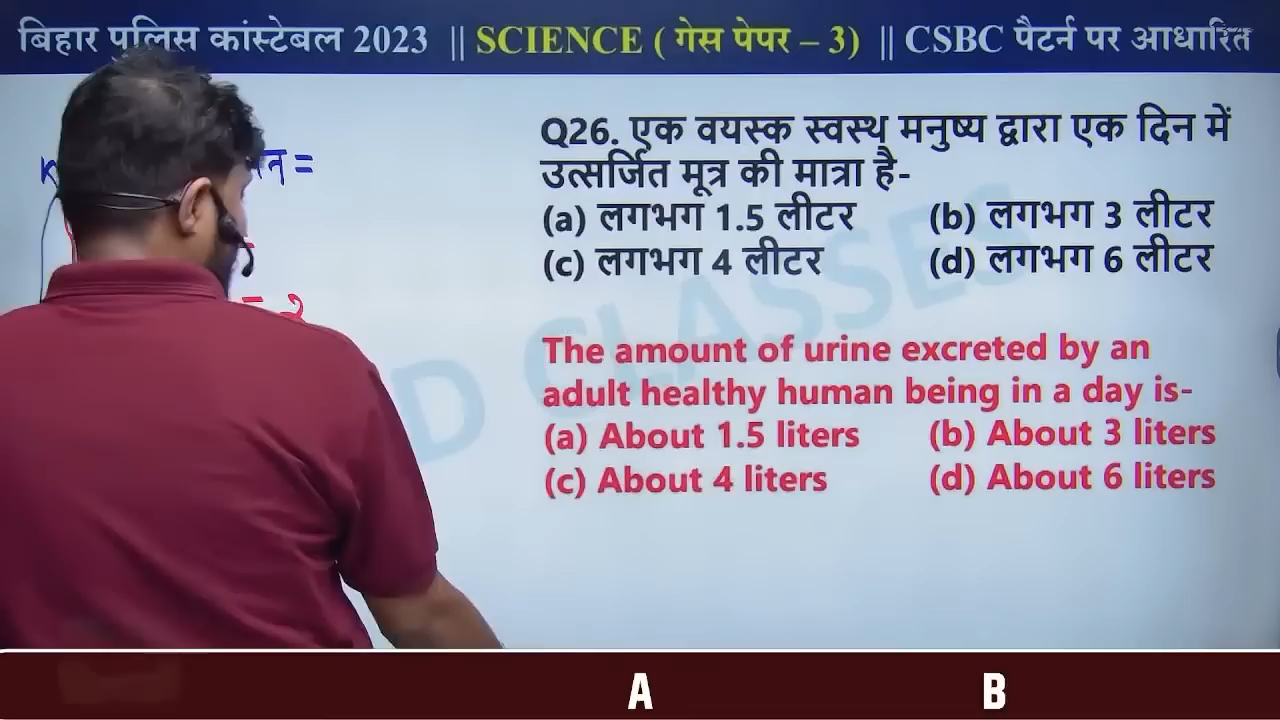 बिहार पुलिस कांस्टेबल 2023 || SCIENCE ( गेस पेपर – 3) || CSBC पैटर्न पर आधारित
Q26. एक वयस्क स्वस्थ मनुष्य द्वारा एक दिन में
उत्सर्जित मूत्र की मात्रा है-
(a) लगभग 1.5 लीटर (b) लगभग 3 लीटर
(c) लगभग 4 लीटर (d) लगभग 6 लीटर
The amount of urine excreted by an
adult healthy human being in a day is-
(a) About 1.5 liters (b) About 3 liters
(c) About 4 liters (d) About 6 liters
D CLASSES
A B